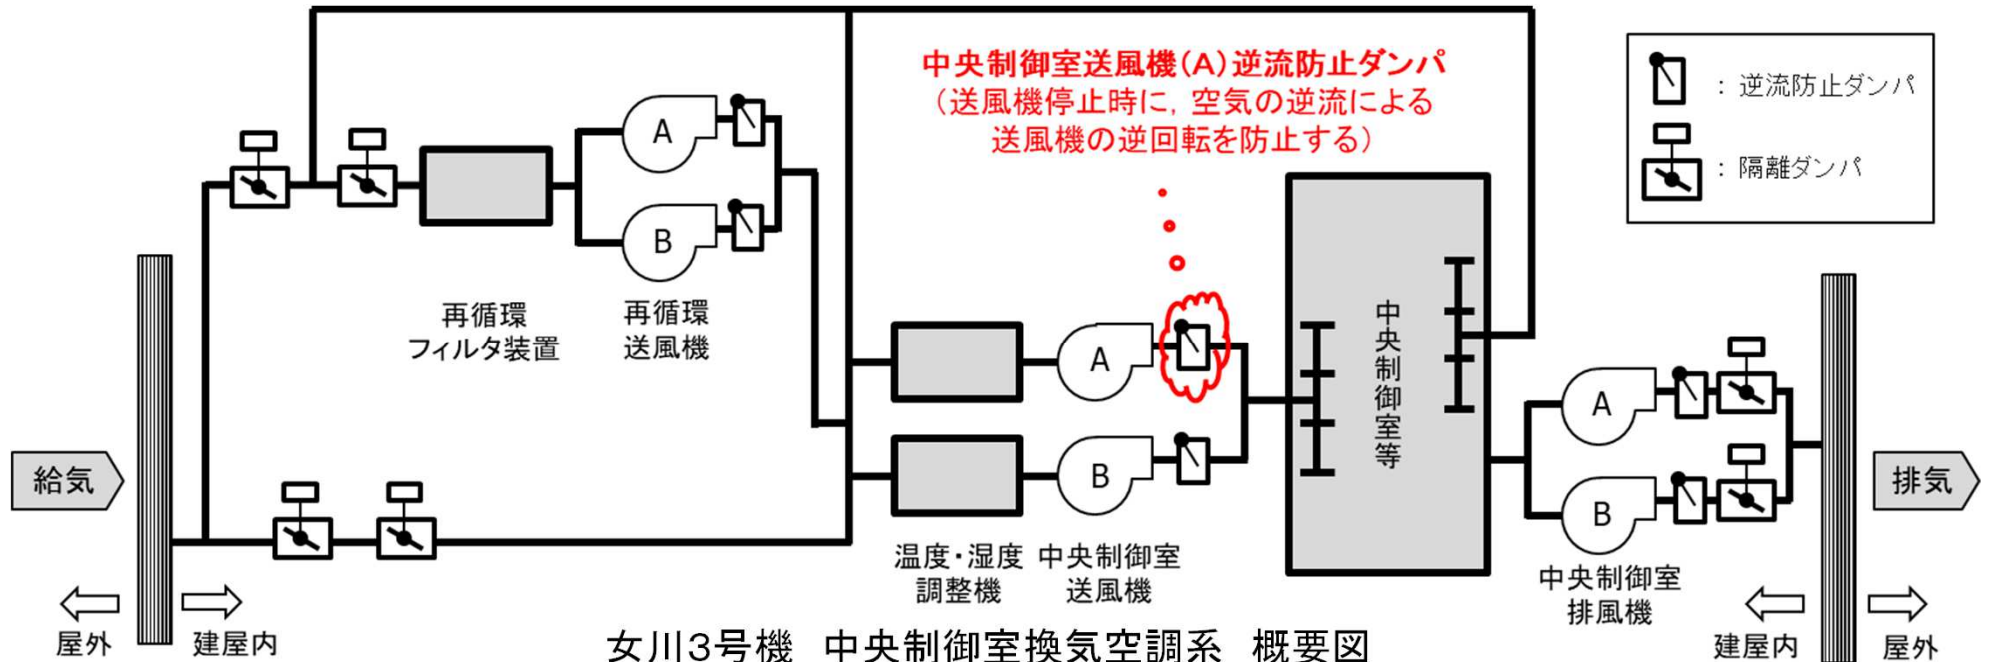 中央制御室送風機(A)逆流防止ダンパ
(送風機停止時に，空気の逆流による
送風機の逆回転を防止する)
：逆流防止ダンパ
：隔離ダンパ
A
B
再循環
フィルタ装置
再循環
送風機
A
B
温度・湿度
調整機
中央制御室
送風機
中央制御室等
A
B
中央制御室
排風機
給気
排気
屋外
建屋内
建屋内
屋外
女川3号機　中央制御室換気空調系　概要図